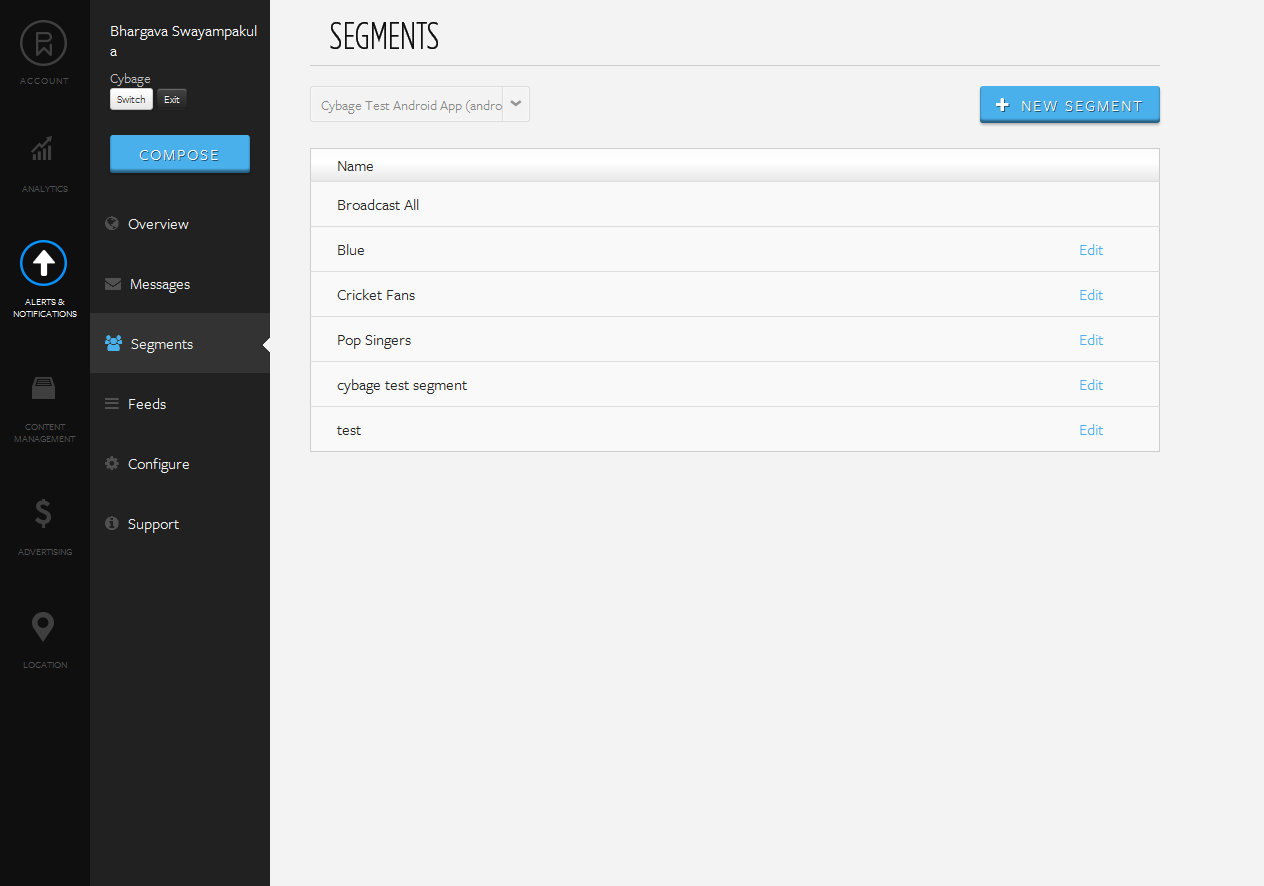 ACCOUNT
ANALYTICS
ALERTS &
NOTIFICATIONS
CONTENT
MANAGEMENT
ADVERTISING
LOCATION
Bhargava Swayampakul
a
Cybage
Switch Exit
COMPOSE
Overview
Messages
Segments
Feeds
Configure
Support
SEGMENTS
Cybage Test Android App (andro
+ NEW SEGMENT
Name
Broadcast All
Blue Edit
Cricket Fans Edit
Pop Singers Edit
cybage test segment Edit
test Edit